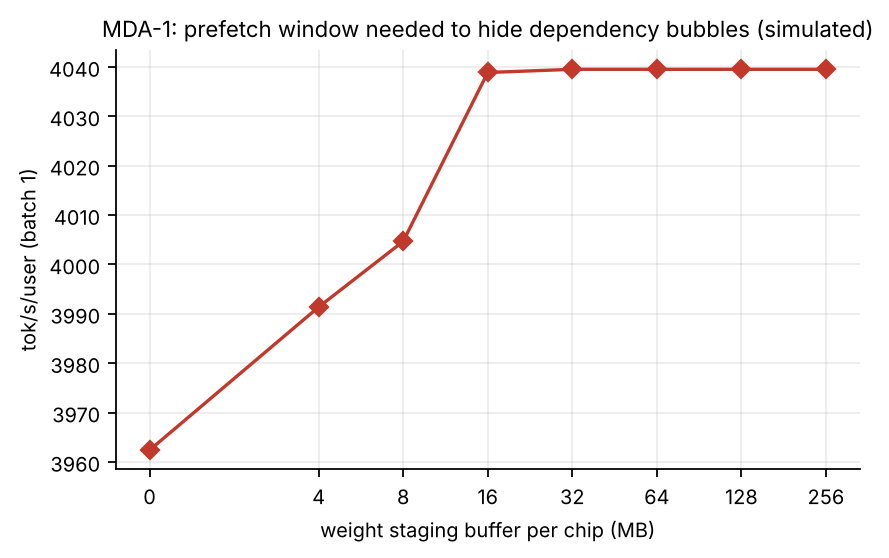 MDA-1: prefetch window needed to hide dependency bubbles (simulated)
tok/s/user (batch 1)
4040
4030
4020
4010
4000
3990
3980
3970
3960
0 4 8 16 32 64 128 256
weight staging buffer per chip (MB)